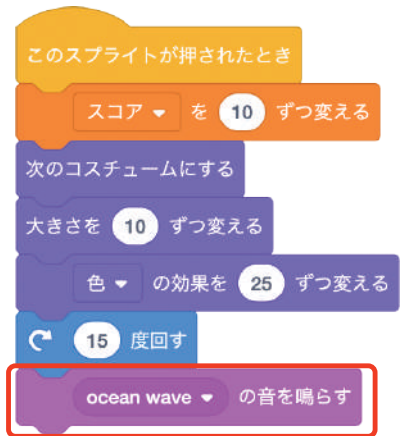 このスプライトが押されたとき
スコア を 10 ずつ変える
次のコスチュームにする
大きさを 10 ずつ変える
色 の効果を 25 ずつ変える
15 度回す
ocean wave の音を鳴らす